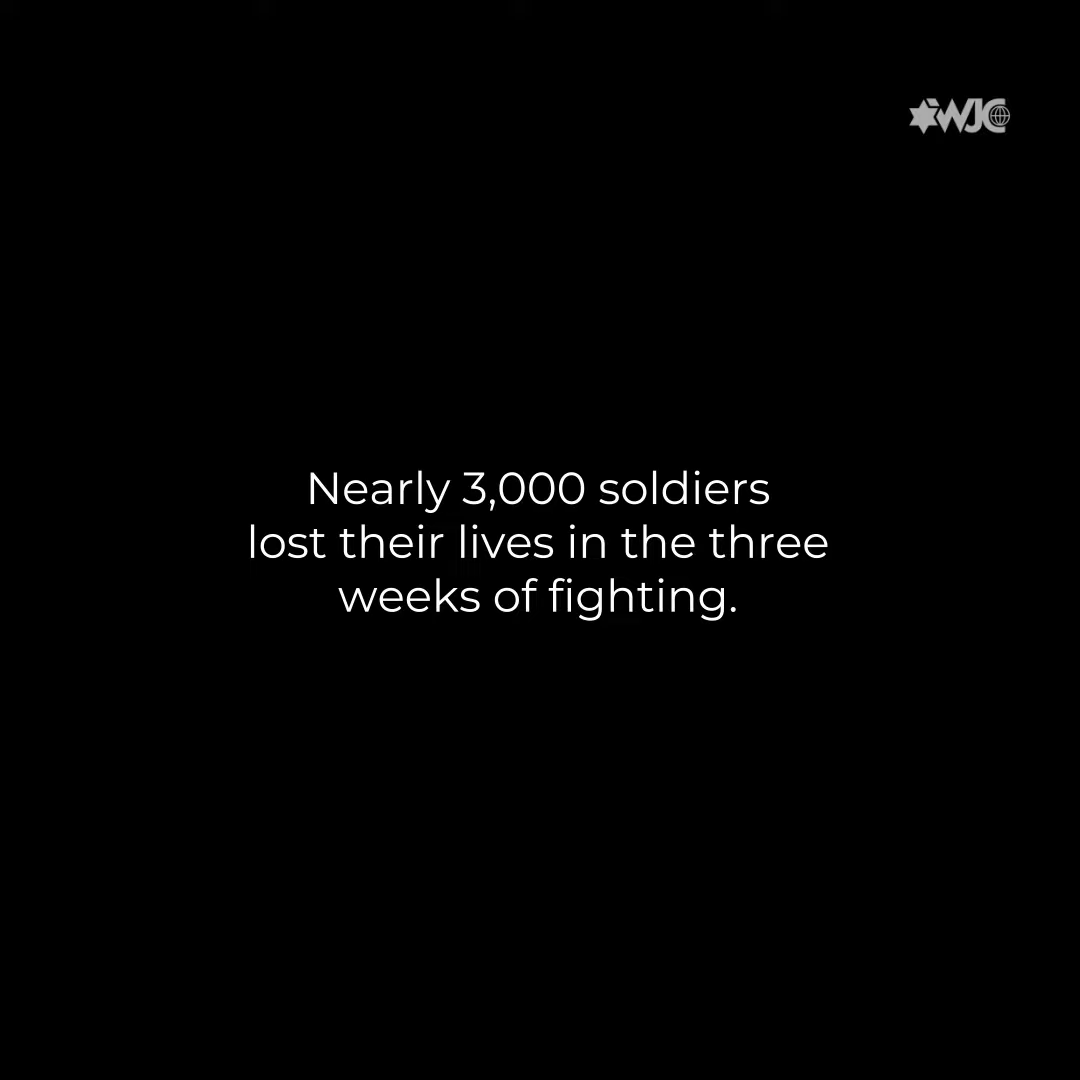 WJC
Nearly 3,000 soldiers
lost their lives in the three
weeks of fighting.